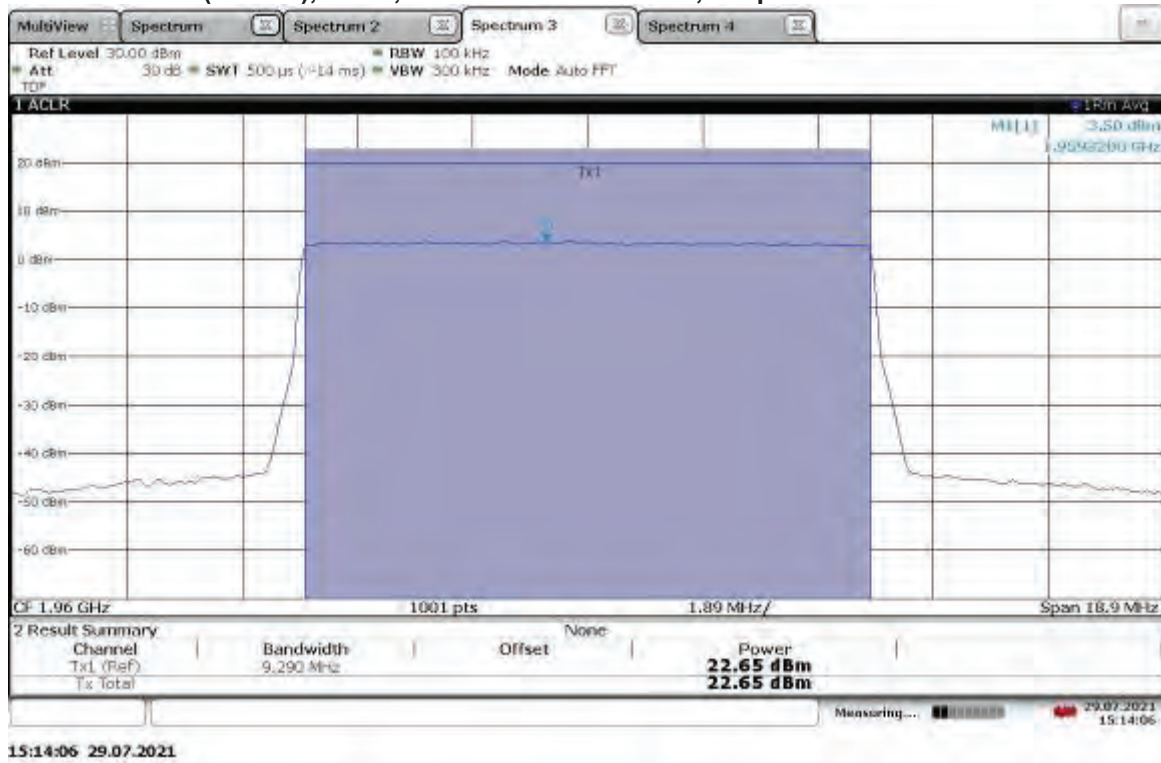 MultiView Spectrum Spectrum 2 Spectrum 3 Spectrum 4
Ref Level 30.00 dBm RBW 100 kHz
Att 30 dB SWT 500 µs (~14 ms) VBW 300 kHz Mode Auto FFT
TDF
1 ACLR 1Rm Avg
M1[1] 3.50 dBm
1.9593200 GHz
20 dBm
Tx1
10 dBm
0 dBm
-10 dBm
-20 dBm
-30 dBm
-40 dBm
-50 dBm
-60 dBm
CF 1.96 GHz 1001 pts 1.89 MHz/ Span 18.9 MHz
2 Result Summary None
Channel Bandwidth Offset Power
Tx1 (Ref) 9.290 MHz 22.65 dBm
Tx Total 22.65 dBm
Measuring... 29.07.2021
15:14:06
15:14:06 29.07.2021